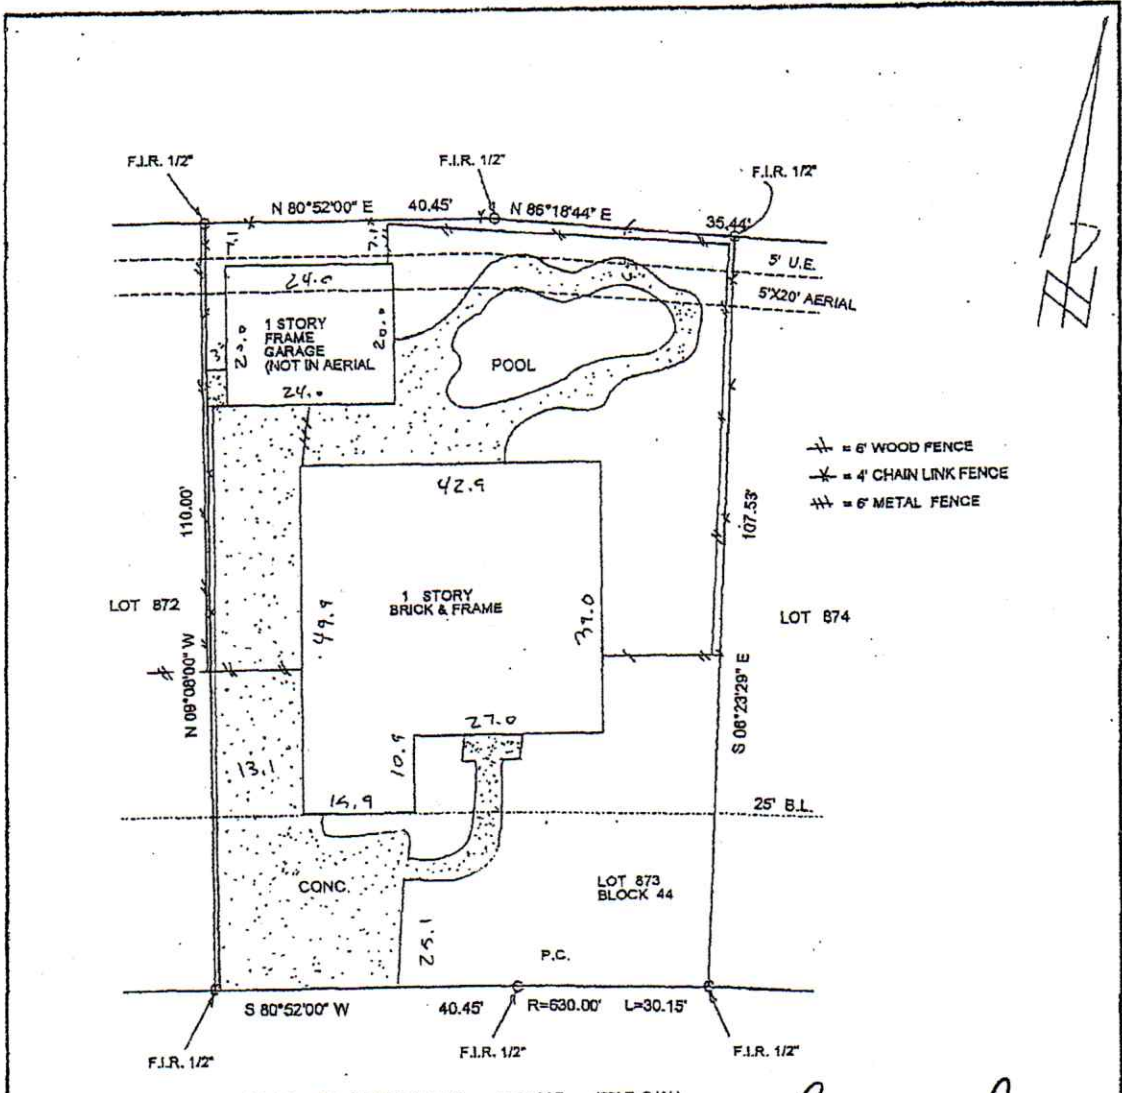 F.I.R. 1/2"
F.I.R. 1/2"
F.I.R. 1/2"
N 80°52'00" E
40.45'
N 86°18'44" E
35.44'
7.1
7.1
5' U.E.
24.0
5'X20' AERIAL
1 STORY
FRAME
GARAGE
(NOT IN AERIAL
20.0
20.0
24.0
POOL
= 6' WOOD FENCE
= 4' CHAIN LINK FENCE
= 6' METAL FENCE
42.9
110.00'
107.53'
LOT 872
1 STORY
BRICK & FRAME
49.9
39.0
LOT 874
N 09°08'00" W
S 06°23'29" E
27.0
10.9
13.1
15.9
25' B.L.
CONC.
LOT 873
BLOCK 44
25.1
P.C.
S 80°52'00" W
40.45'
R=630.00'
L=30.15'
F.I.R. 1/2"
F.I.R. 1/2"
F.I.R. 1/2"